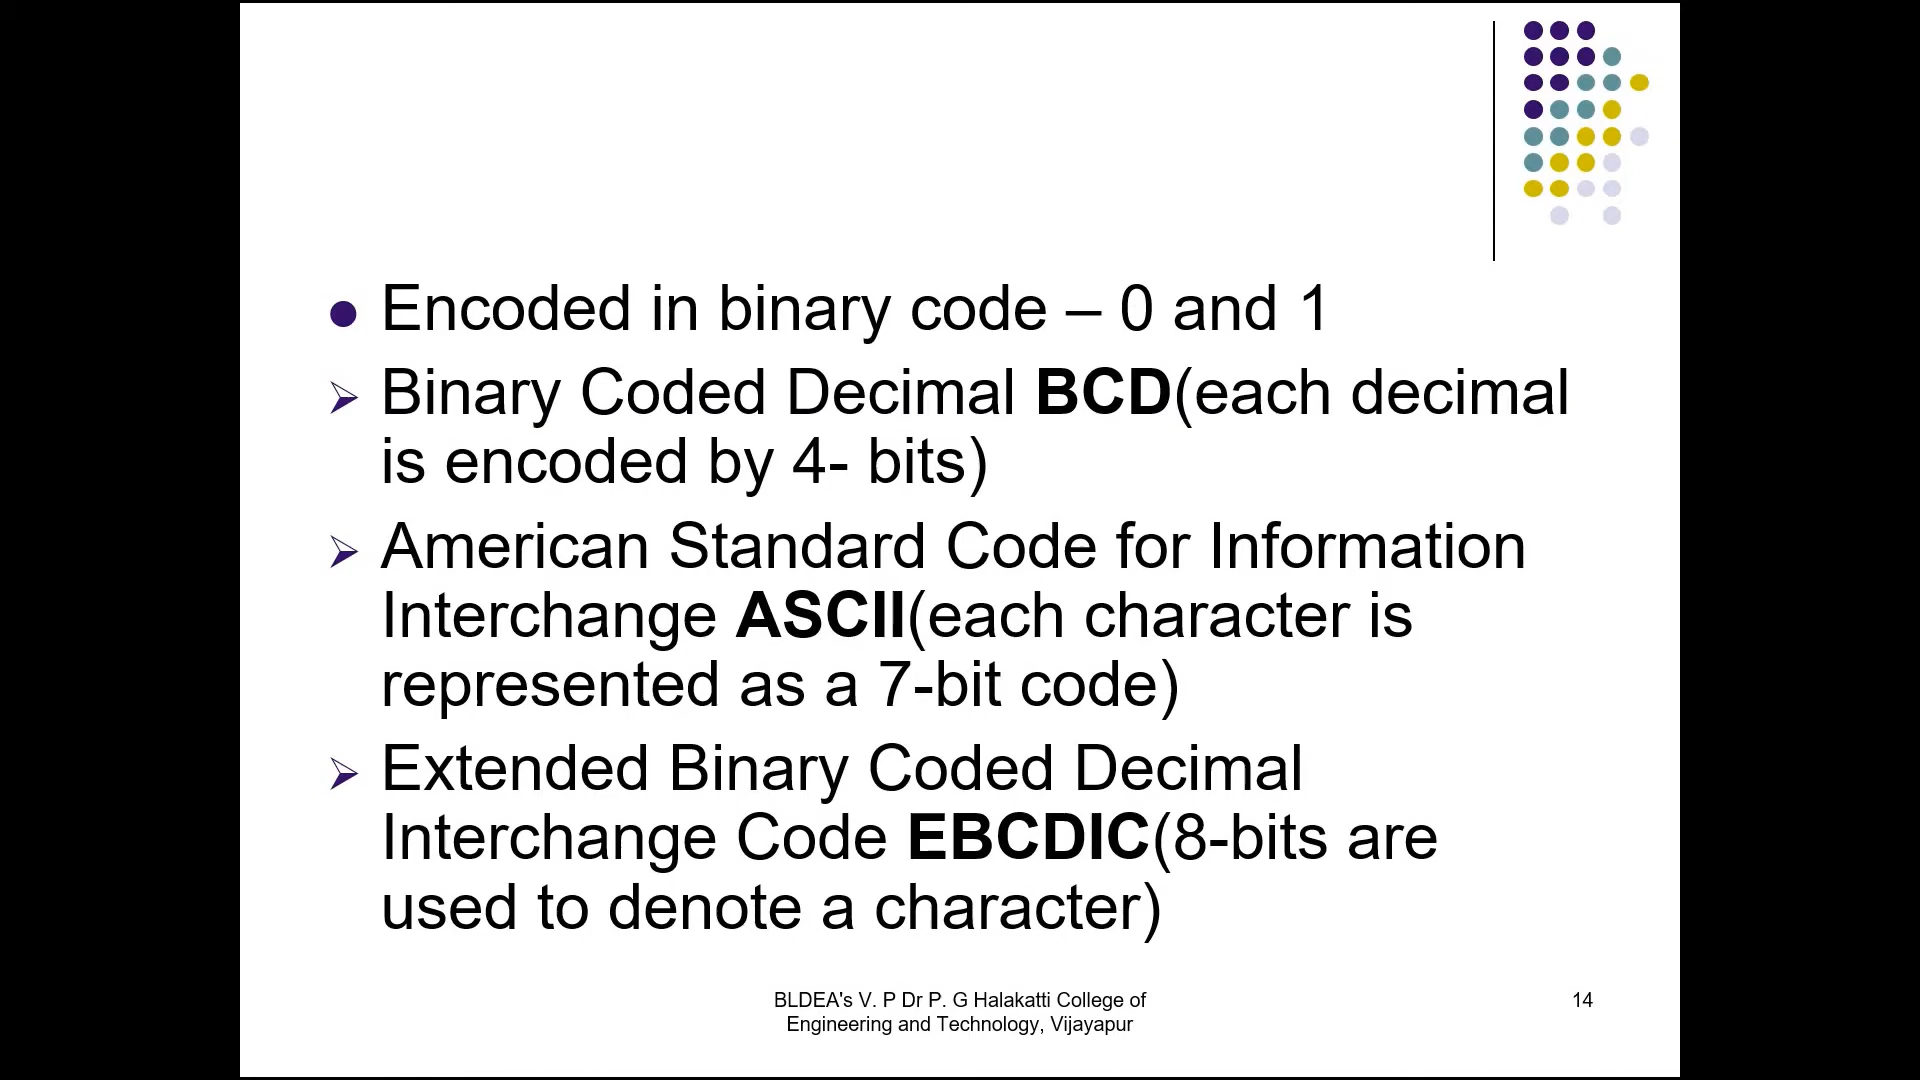 Encoded in binary code – 0 and 1
Binary Coded Decimal BCD(each decimal
is encoded by 4- bits)
American Standard Code for Information
Interchange ASCII(each character is
represented as a 7-bit code)
Extended Binary Coded Decimal
Interchange Code EBCDIC(8-bits are
used to denote a character)
BLDEA's V. P Dr P. G Halakatti College of
Engineering and Technology, Vijayapur
14